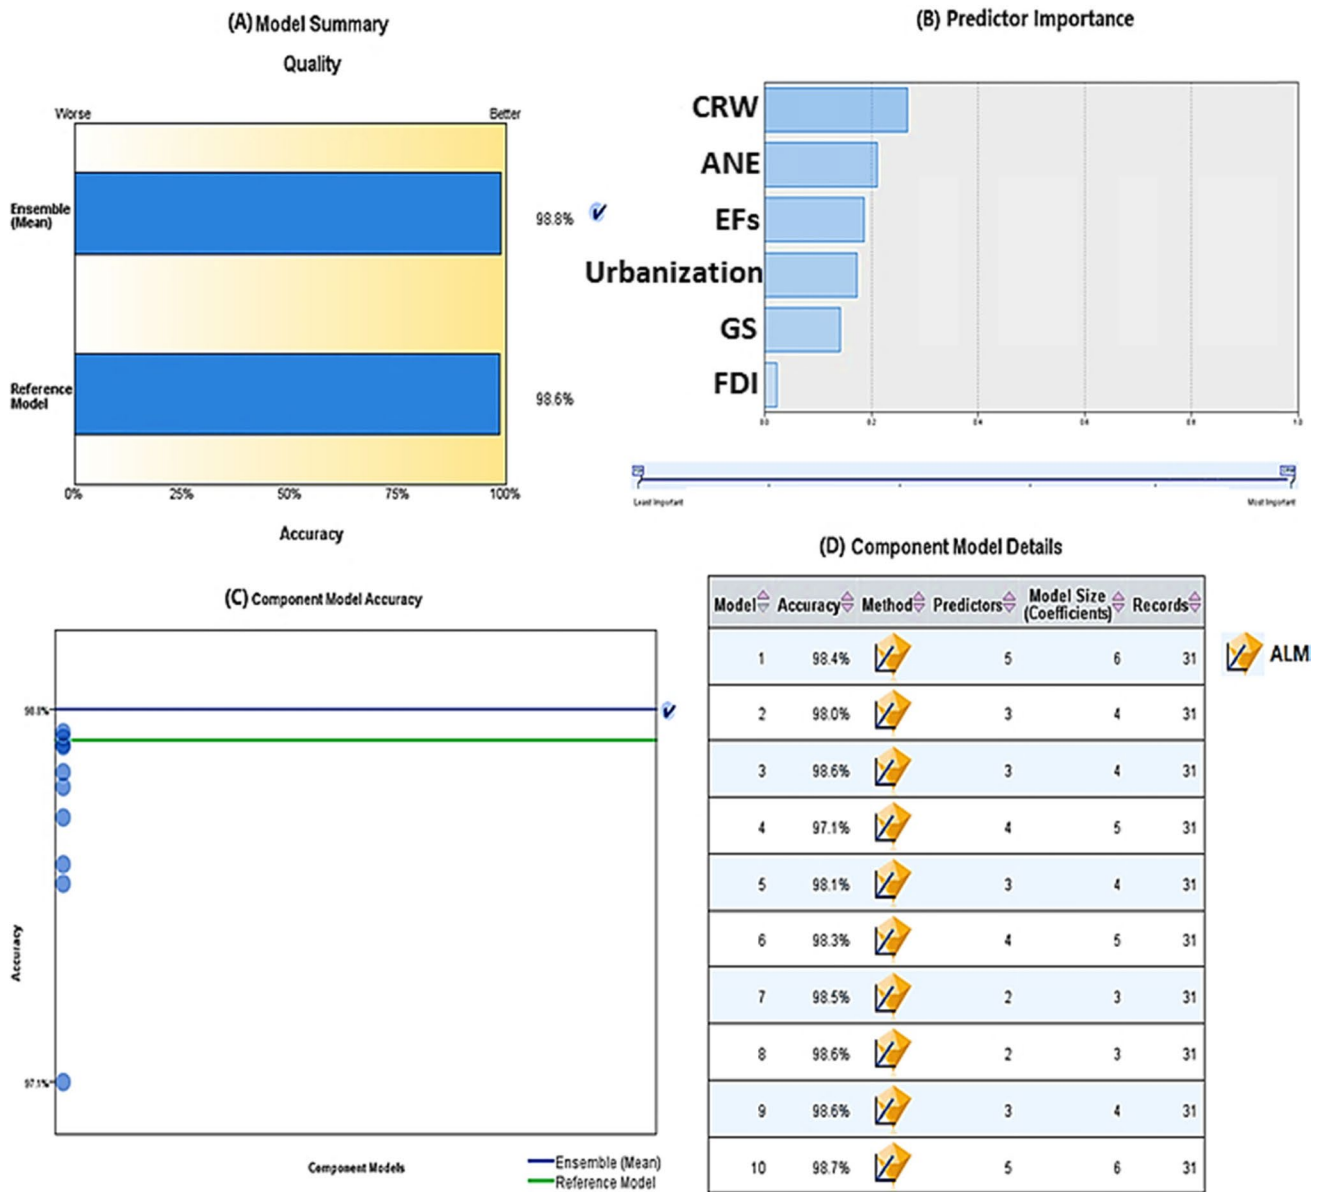 (A) Model Summary
Quality
Worse
Better
Ensemble
(Mean)
98.8%
Reference
Model
98.6%
0%
25%
50%
75%
100%
Accuracy
(B) Predictor Importance
CRW
ANE
EFs
Urbanization
GS
FDI
0.0
0.2
0.4
0.6
0.8
1.0
Least Important
Most Important
(C) Component Model Accuracy
98.8%
97.1%
Accuracy
Component Models
Ensemble (Mean)
Reference Model
(D) Component Model Details
Model Accuracy Method Predictors Model Size (Coefficients) Records
1 98.4% 5 6 31
2 98.0% 3 4 31
3 98.6% 3 4 31
4 97.1% 4 5 31
5 98.1% 3 4 31
6 98.3% 4 5 31
7 98.5% 2 3 31
8 98.6% 2 3 31
9 98.6% 3 4 31
10 98.7% 5 6 31
ALM